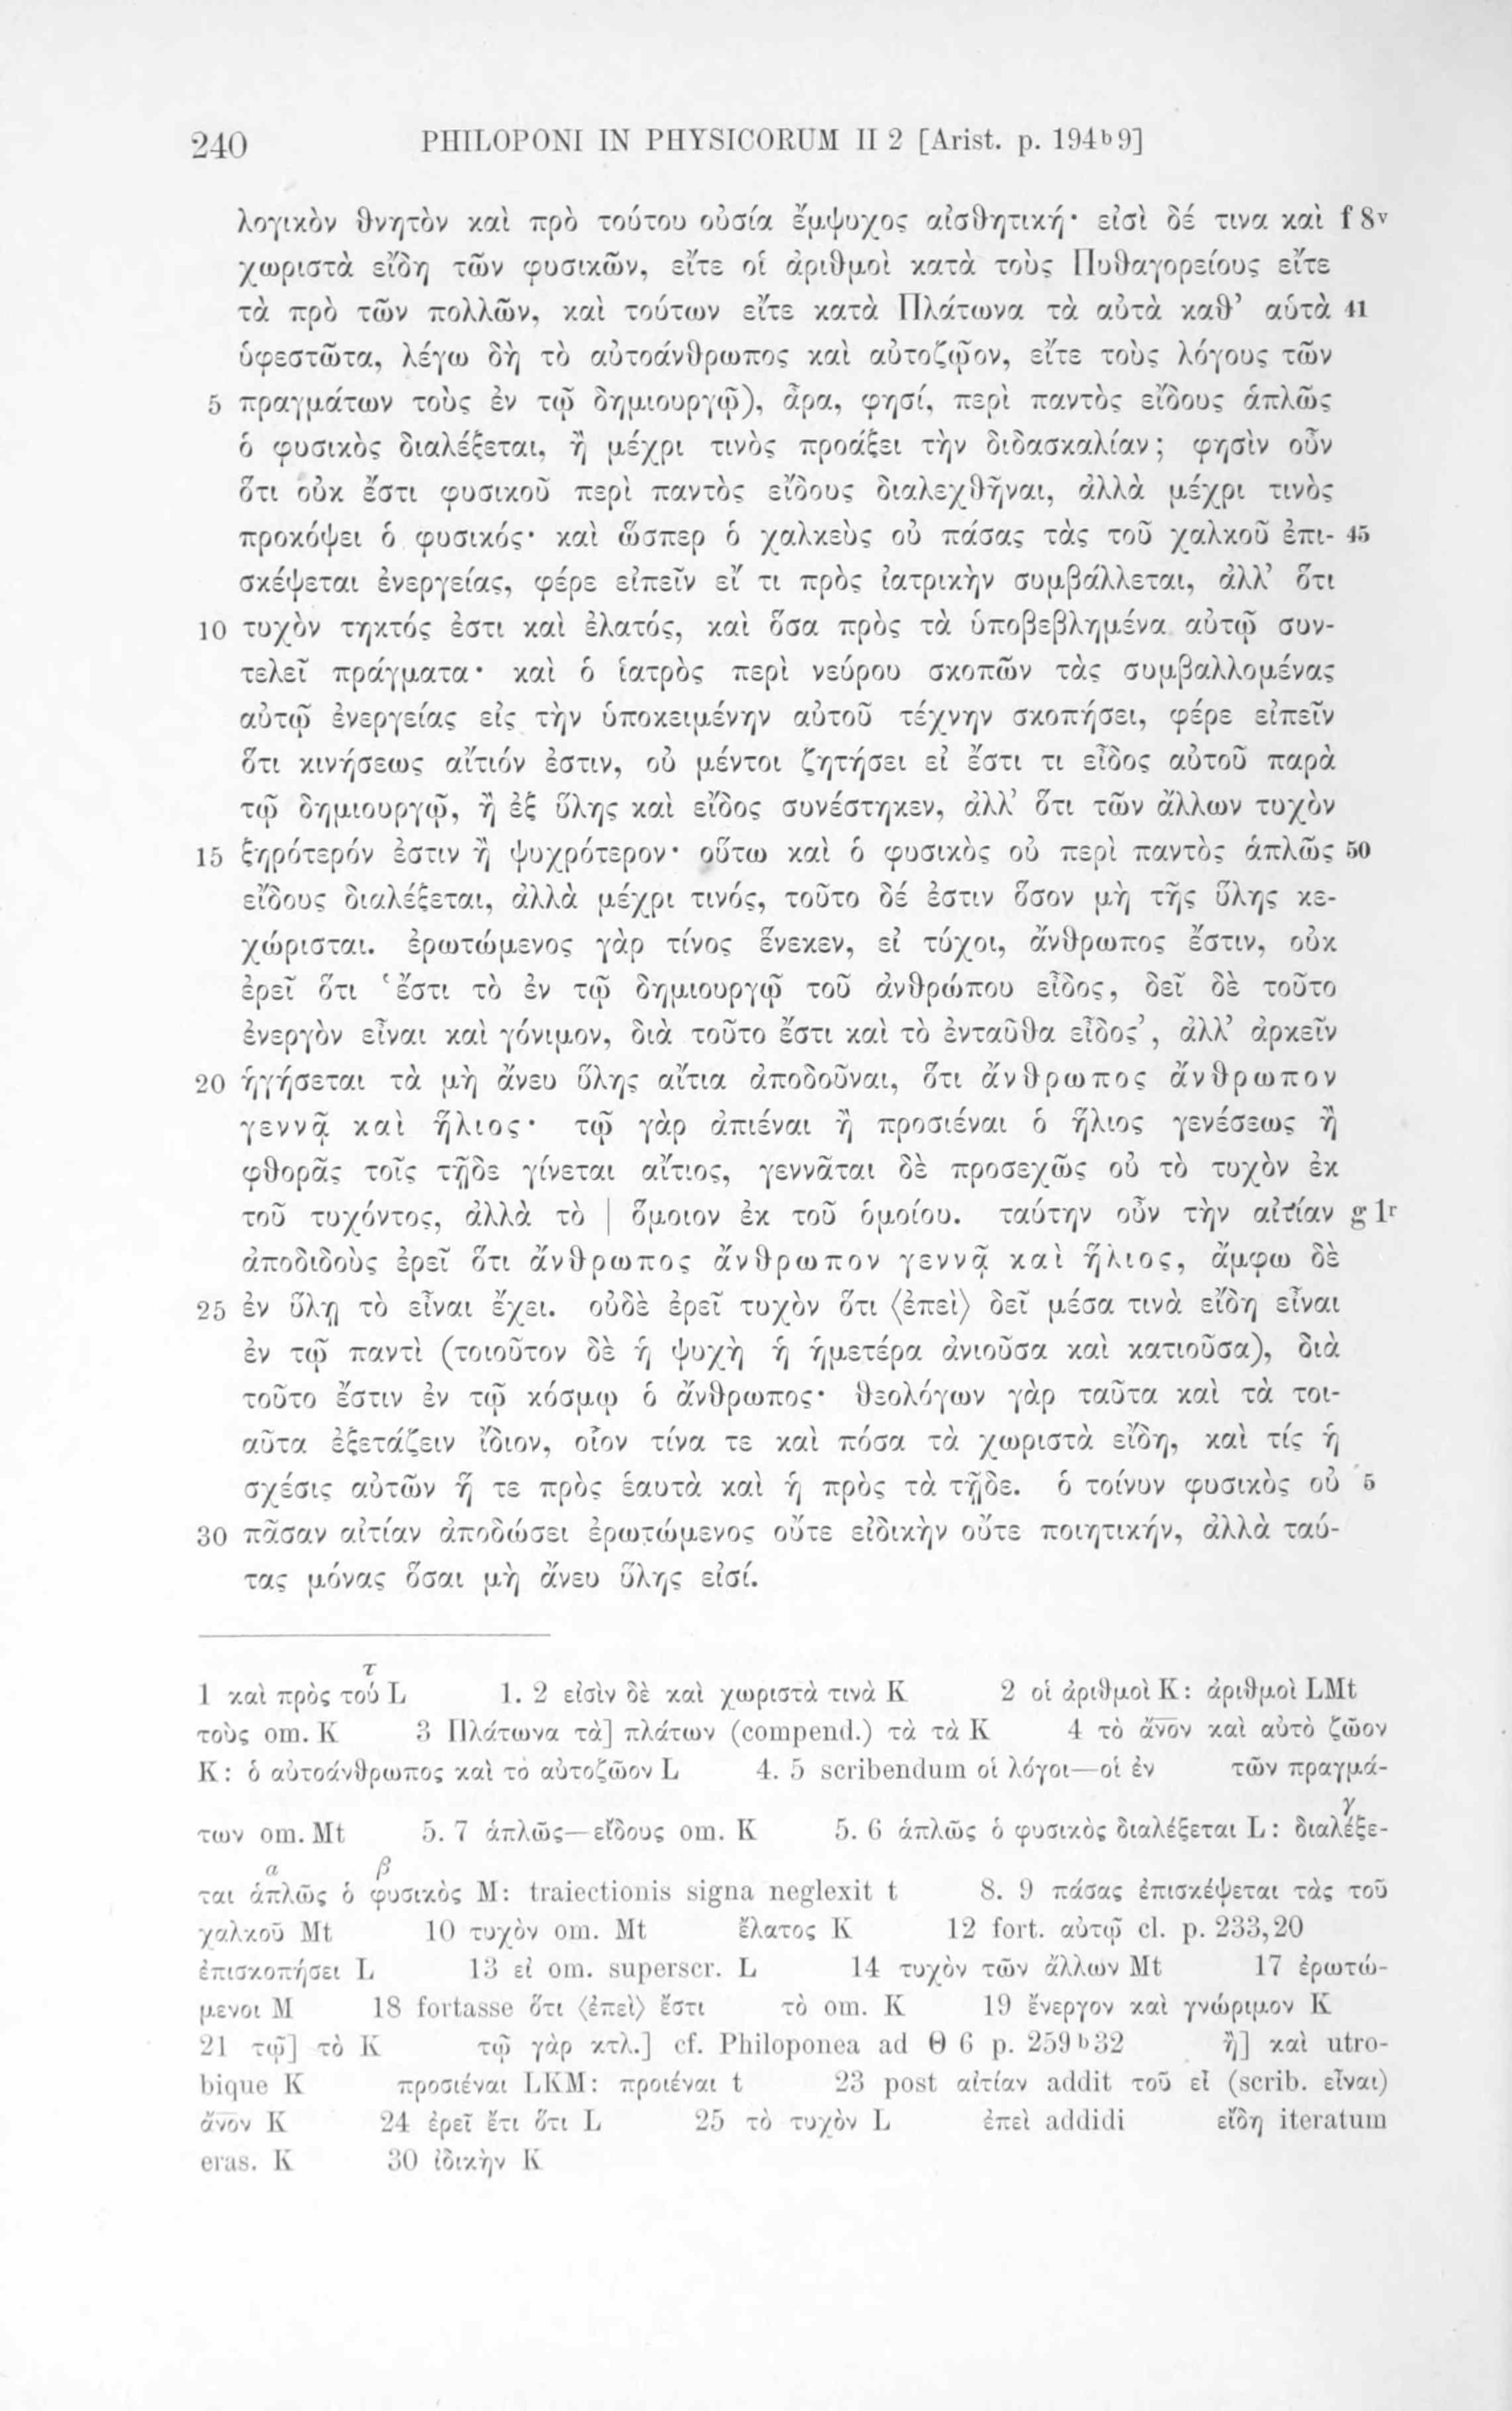 240 PHILOPONI IN PHYSICORUM II 2 [Arist. p. 194b9]
λογικὸν θνητὸν καὶ πρὸ τούτου οὐσία ἔμψυχος αἰσθητική· εἰσὶ δέ τινα καὶ f 8v
χωριστὰ εἴδη τῶν φυσικῶν, εἴτε οἱ ἀριθμοὶ κατὰ τοὺς Πυθαγορείους εἴτε
τὰ πρὸ τῶν πολλῶν, καὶ τούτων εἴτε κατὰ Πλάτωνα τὰ αὐτὰ καθ’ αὑτὰ 41
ὑφεστῶτα, λέγω δὴ τὸ αὐτοάνθρωπος καὶ αὐτοζῷον, εἴτε τοὺς λόγους τῶν
5 πραγμάτων τοὺς ἐν τῷ δημιουργῷ), ἆρα, φησί, περὶ παντὸς εἴδους ἁπλῶς
ὁ φυσικὸς διαλέξεται, ἢ μέχρι τινὸς προάξει τὴν διδασκαλίαν; φησὶν οὖν
ὅτι οὐκ ἔστι φυσικοῦ περὶ παντὸς εἴδους διαλεχθῆναι, ἀλλὰ μέχρι τινὸς
προκόψει ὁ φυσικός· καὶ ὥσπερ ὁ χαλκεὺς οὐ πάσας τὰς τοῦ χαλκοῦ ἐπι- 45
σκέψεται ἐνεργείας, φέρε εἰπεῖν εἴ τι πρὸς ἰατρικὴν συμβάλλεται, ἀλλ’ ὅτι
10 τυχὸν τηκτός ἐστι καὶ ἐλατός, καὶ ὅσα πρὸς τὰ ὑποβεβλημένα αὐτῷ συν-
τελεῖ πράγματα· καὶ ὁ ἰατρὸς περὶ νεύρου σκοπῶν τὰς συμβαλλομένας
αὐτῷ ἐνεργείας εἰς τὴν ὑποκειμένην αὐτοῦ τέχνην σκοπήσει, φέρε εἰπεῖν
ὅτι κινήσεως αἴτιόν ἐστιν, οὐ μέντοι ζητήσει εἰ ἔστι τι εἶδος αὐτοῦ παρὰ
τῷ δημιουργῷ, ἢ ἐξ ὕλης καὶ εἶδος συνέστηκεν, ἀλλ’ ὅτι τῶν ἄλλων τυχὸν
15 ξηρότερόν ἐστιν ἢ ψυχρότερον· οὕτω καὶ ὁ φυσικὸς οὐ περὶ παντὸς ἁπλῶς 50
εἴδους διαλέξεται, ἀλλὰ μέχρι τινός, τοῦτο δέ ἐστιν ὅσον μὴ τῆς ὕλης κε-
χώρισται. ἐρωτώμενος γὰρ τίνος ἕνεκεν, εἰ τύχοι, ἄνθρωπος ἔστιν, οὐκ
ἐρεῖ ὅτι ‘ἔστι τὸ ἐν τῷ δημιουργῷ τοῦ ἀνθρώπου εἶδος, δεῖ δὲ τοῦτο
ἐνεργὸν εἶναι καὶ γόνιμον, διὰ τοῦτο ἔστι καὶ τὸ ἐνταῦθα εἶδος’, ἀλλ’ ἀρκεῖν
20 ἡγήσεται τὰ μὴ ἄνευ ὕλης αἴτια ἀποδοῦναι, ὅτι ἄνθρωπος ἄνθρωπον
γεννᾷ καὶ ἥλιος· τῷ γὰρ ἀπιέναι ἢ προσιέναι ὁ ἥλιος γενέσεως ἢ
φθορᾶς τοῖς τῇδε γίνεται αἴτιος, γεννᾶται δὲ προσεχῶς οὐ τὸ τυχὸν ἐκ
τοῦ τυχόντος, ἀλλὰ τὸ | ὅμοιον ἐκ τοῦ ὁμοίου. ταύτην οὖν τὴν αἰτίαν g 1r
ἀποδιδοὺς ἐρεῖ ὅτι ἄνθρωπος ἄνθρωπον γεννᾷ καὶ ἥλιος, ἄμφω δὲ
25 ἐν ὕλῃ τὸ εἶναι ἔχει. οὐδὲ ἐρεῖ τυχὸν ὅτι ⟨ἐπεὶ⟩ δεῖ μέσα τινὰ εἴδη εἶναι
ἐν τῷ παντὶ (τοιοῦτον δὲ ἡ ψυχὴ ἡ ἡμετέρα ἀνιοῦσα καὶ κατιοῦσα), διὰ
τοῦτο ἔστιν ἐν τῷ κόσμῳ ὁ ἄνθρωπος· θεολόγων γὰρ ταῦτα καὶ τὰ τοι-
αῦτα ἐξετάζειν ἴδιον, οἷον τίνα τε καὶ πόσα τὰ χωριστὰ εἴδη, καὶ τίς ἡ
σχέσις αὐτῶν ἥ τε πρὸς ἑαυτὰ καὶ ἡ πρὸς τὰ τῇδε. ὁ τοίνυν φυσικὸς οὐ 5
30 πᾶσαν αἰτίαν ἀποδώσει ἐρωτώμενος οὔτε εἰδικὴν οὔτε ποιητικήν, ἀλλὰ ταύ-
τας μόνας ὅσαι μὴ ἄνευ ὕλης εἰσί.
τ
1 καὶ πρὸς τού L 1. 2 εἰσὶν δὲ καὶ χωριστὰ τινὰ K 2 οἱ ἀριθμοὶ K: ἀριθμοὶ LMt
τοὺς om. K 3 Πλάτωνα τὰ] πλάτων (compend.) τὰ τὰ K 4 τὸ ἄνον καὶ αὐτὸ ζῶον
K: ὁ αὐτοάνθρωπος καὶ τὸ αὐτοζῶον L 4. 5 scribendum οἱ λόγοι—οἱ ἐν τῶν πραγμά-
γ
των om. Mt 5. 7 ἁπλῶς—εἴδους om. K 5. 6 ἁπλῶς ὁ φυσικὸς διαλέξεται L: διαλέξε-
α β
ται ἁπλῶς ὁ φυσικὸς M: traiectionis signa neglexit t 8. 9 πάσας ἐπισκέψεται τὰς τοῦ
χαλκοῦ Mt 10 τυχὸν om. Mt ἔλατος K 12 fort. αὐτῷ cl. p. 233,20
ἐπισκοπήσει L 13 εἰ om. superscr. L 14 τυχὸν τῶν ἄλλων Mt 17 ἐρωτώ-
μενοι M 18 fortasse ὅτι ⟨ἐπεὶ⟩ ἔστι τὸ om. K 19 ἔνεργον καὶ γνώριμον K
21 τῷ] τὸ K τῷ γὰρ κτλ.] cf. Philoponea ad Θ 6 p. 259b32 ἢ] καὶ utro-
bique K προσιέναι LKM: προιέναι t 23 post αἰτίαν addit τοῦ εἶ (scrib. εἶναι)
ἄνον K 24 ἐρεῖ ἔτι ὅτι L 25 τὸ τυχὸν L ἐπεὶ addidi εἴδη iteratum
eras. K 30 ἰδικὴν K